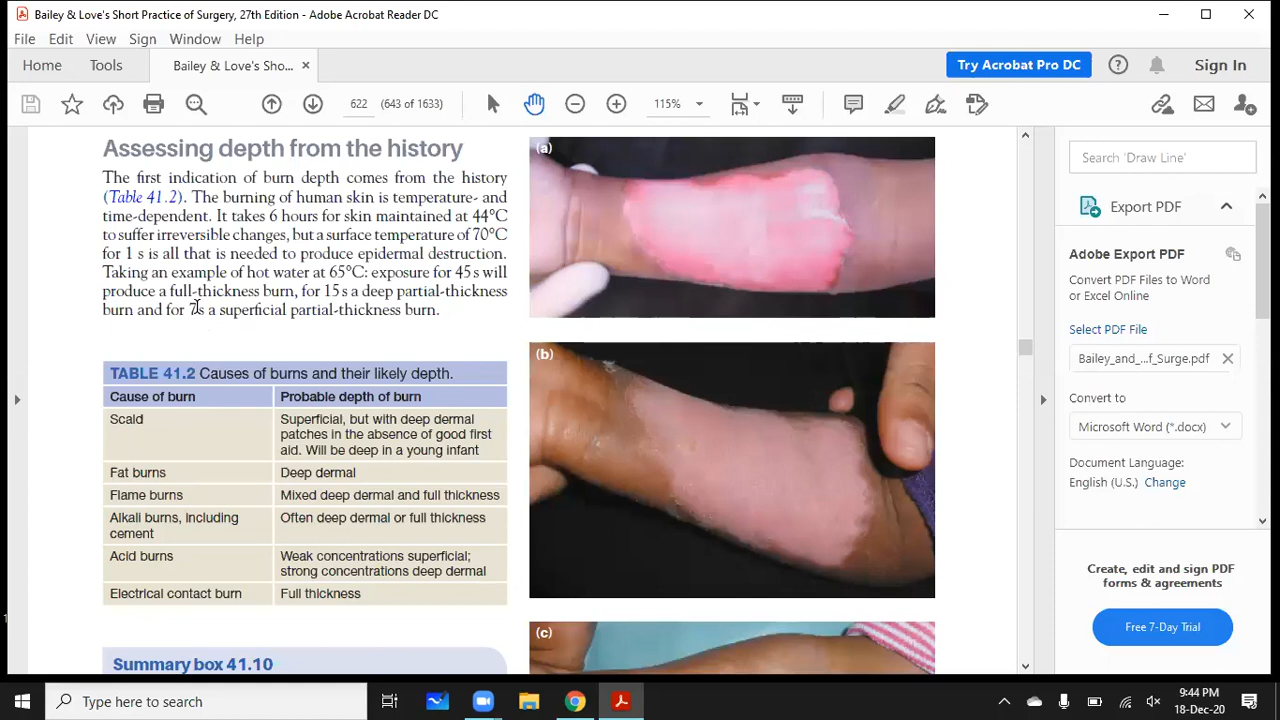 Bailey & Love's Short Practice of Surgery, 27th Edition - Adobe Acrobat Reader DC
File Edit View Sign Window Help
Home Tools Bailey & Love's Sho... × Try Acrobat Pro DC Sign In
622 (643 of 1633) 115%
Assessing depth from the history
The first indication of burn depth comes from the history
(Table 41.2). The burning of human skin is temperature- and
time-dependent. It takes 6 hours for skin maintained at 44°C
to suffer irreversible changes, but a surface temperature of 70°C
for 1 s is all that is needed to produce epidermal destruction.
Taking an example of hot water at 65°C: exposure for 45 s will
produce a full-thickness burn, for 15 s a deep partial-thickness
burn and for 7s a superficial partial-thickness burn.
TABLE 41.2 Causes of burns and their likely depth.
Cause of burn Probable depth of burn
Scald Superficial, but with deep dermal
patches in the absence of good first
aid. Will be deep in a young infant
Fat burns Deep dermal
Flame burns Mixed deep dermal and full thickness
Alkali burns, including Often deep dermal or full thickness
cement
Acid burns Weak concentrations superficial;
strong concentrations deep dermal
Electrical contact burn Full thickness
Summary box 41.10
(a)
(b)
(c)
Search 'Draw Line'
Export PDF
Adobe Export PDF
Convert PDF Files to Word
or Excel Online
Select PDF File
Bailey_and_...f_Surge.pdf ×
Convert to
Microsoft Word (*.docx)
Document Language:
English (U.S.) Change
Create, edit and sign PDF
forms & agreements
Free 7-Day Trial
Type here to search
9:44 PM
18-Dec-20